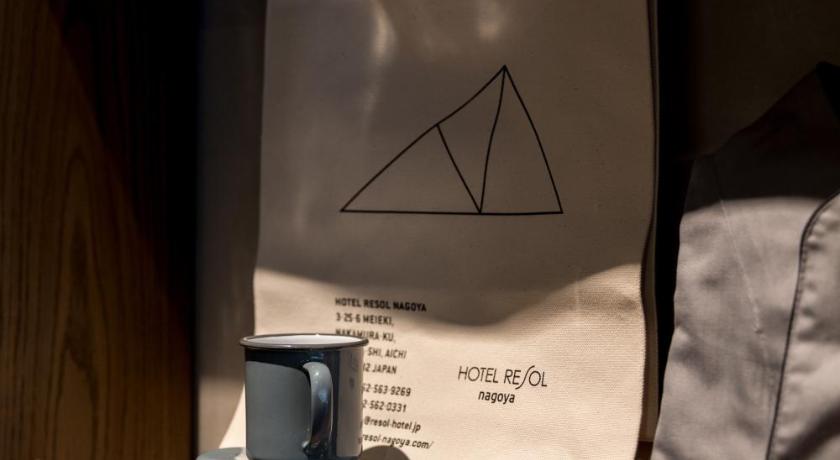 HOTEL RESOL NAGOYA
3-25-6 MEIEKI,
NAKAMURA-KU,
SHI, AICHI
JAPAN
-563-9269
-562-0331
@resol-hotel.jp
resol-nagoya.com/
HOTEL RESOL
nagoya